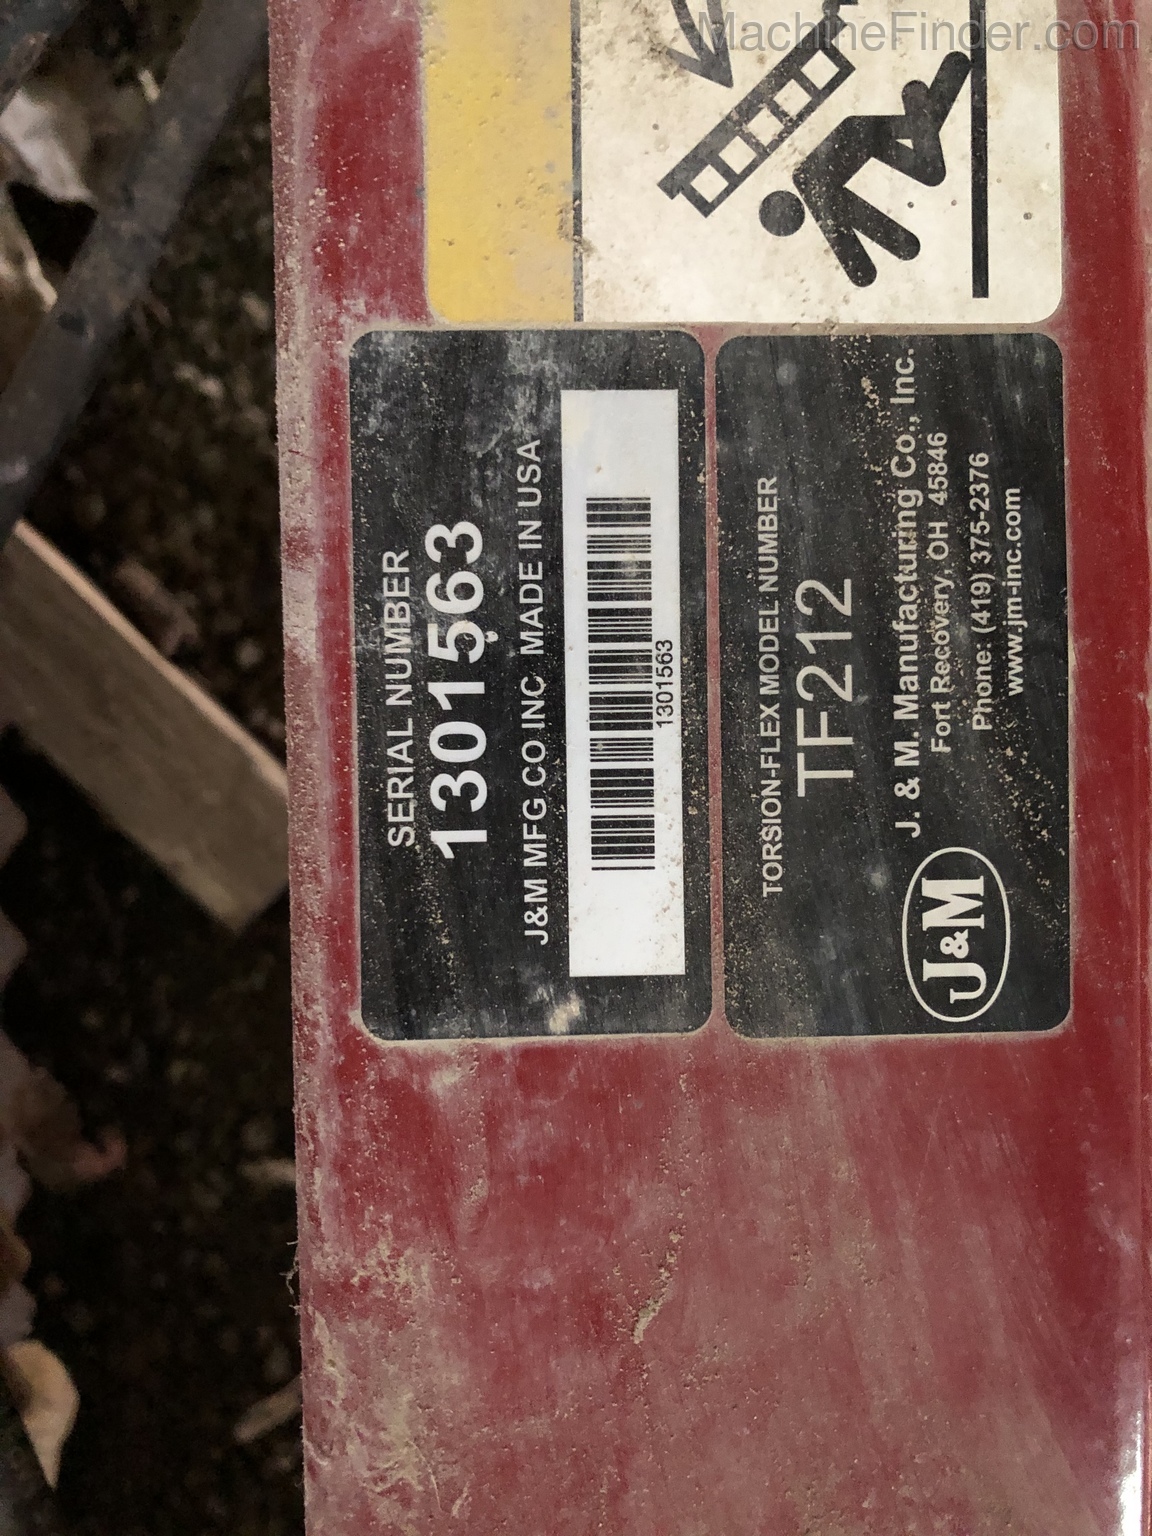 MachineFinder.com
SERIAL NUMBER
1301563
J&M MFG CO INC MADE IN USA
1301563
TORSION-FLEX MODEL NUMBER
TF212
J&M
J. & M. Manufacturing Co., Inc.
Fort Recovery, OH 45846
Phone: (419) 375-2376
www.jm-inc.com